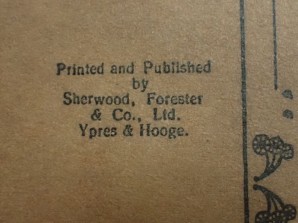 Printed and Published
by
Sherwood, Forester
& Co., Ltd.
Ypres & Hooge.